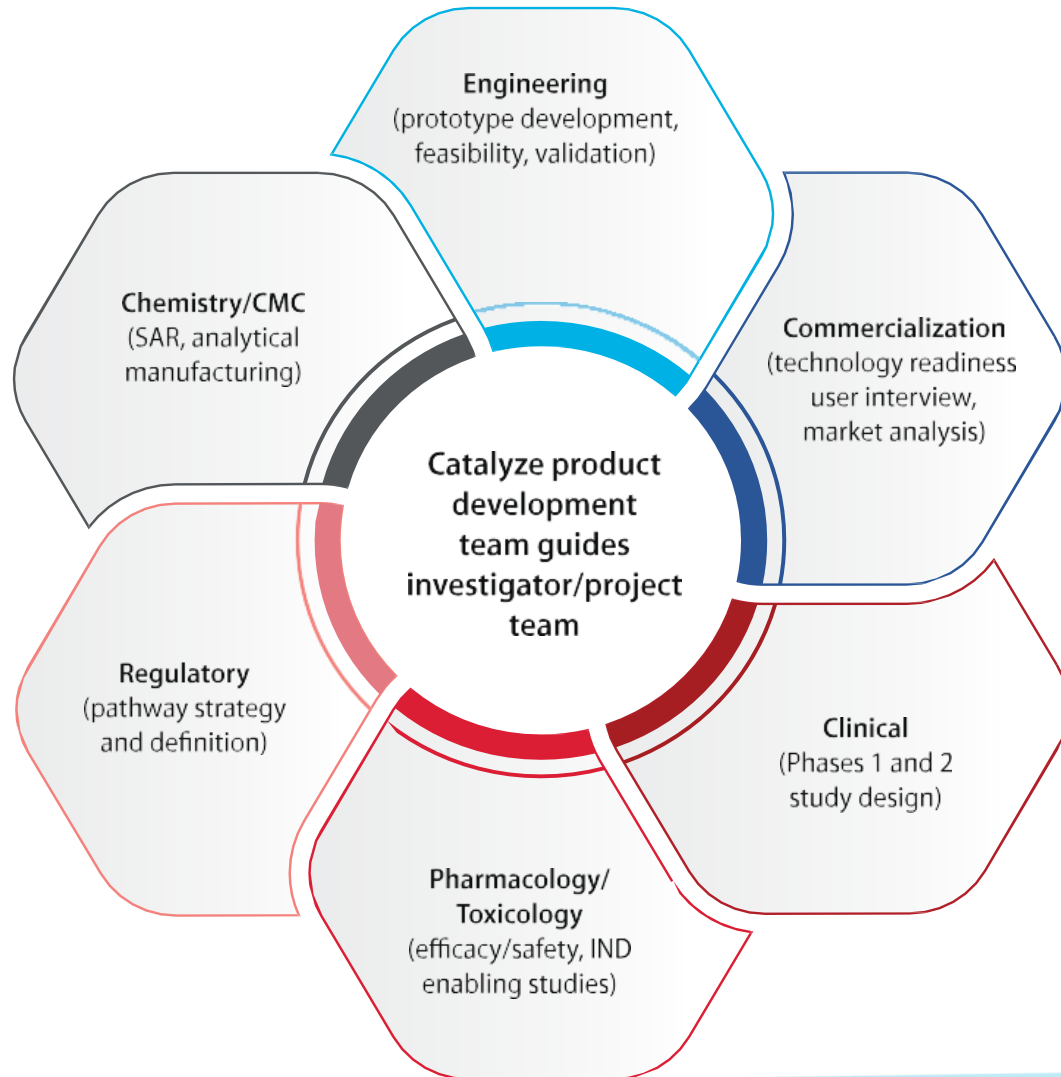 Engineering
(prototype development,
feasibility, validation)
Chemistry/CMC
(SAR, analytical
manufacturing)
Commercialization
(technology readiness
user interview,
market analysis)
Catalyze product
development
team guides
investigator/project
team
Regulatory
(pathway strategy
and definition)
Clinical
(Phases 1 and 2
study design)
Pharmacology/
Toxicology
(efficacy/safety, IND
enabling studies)